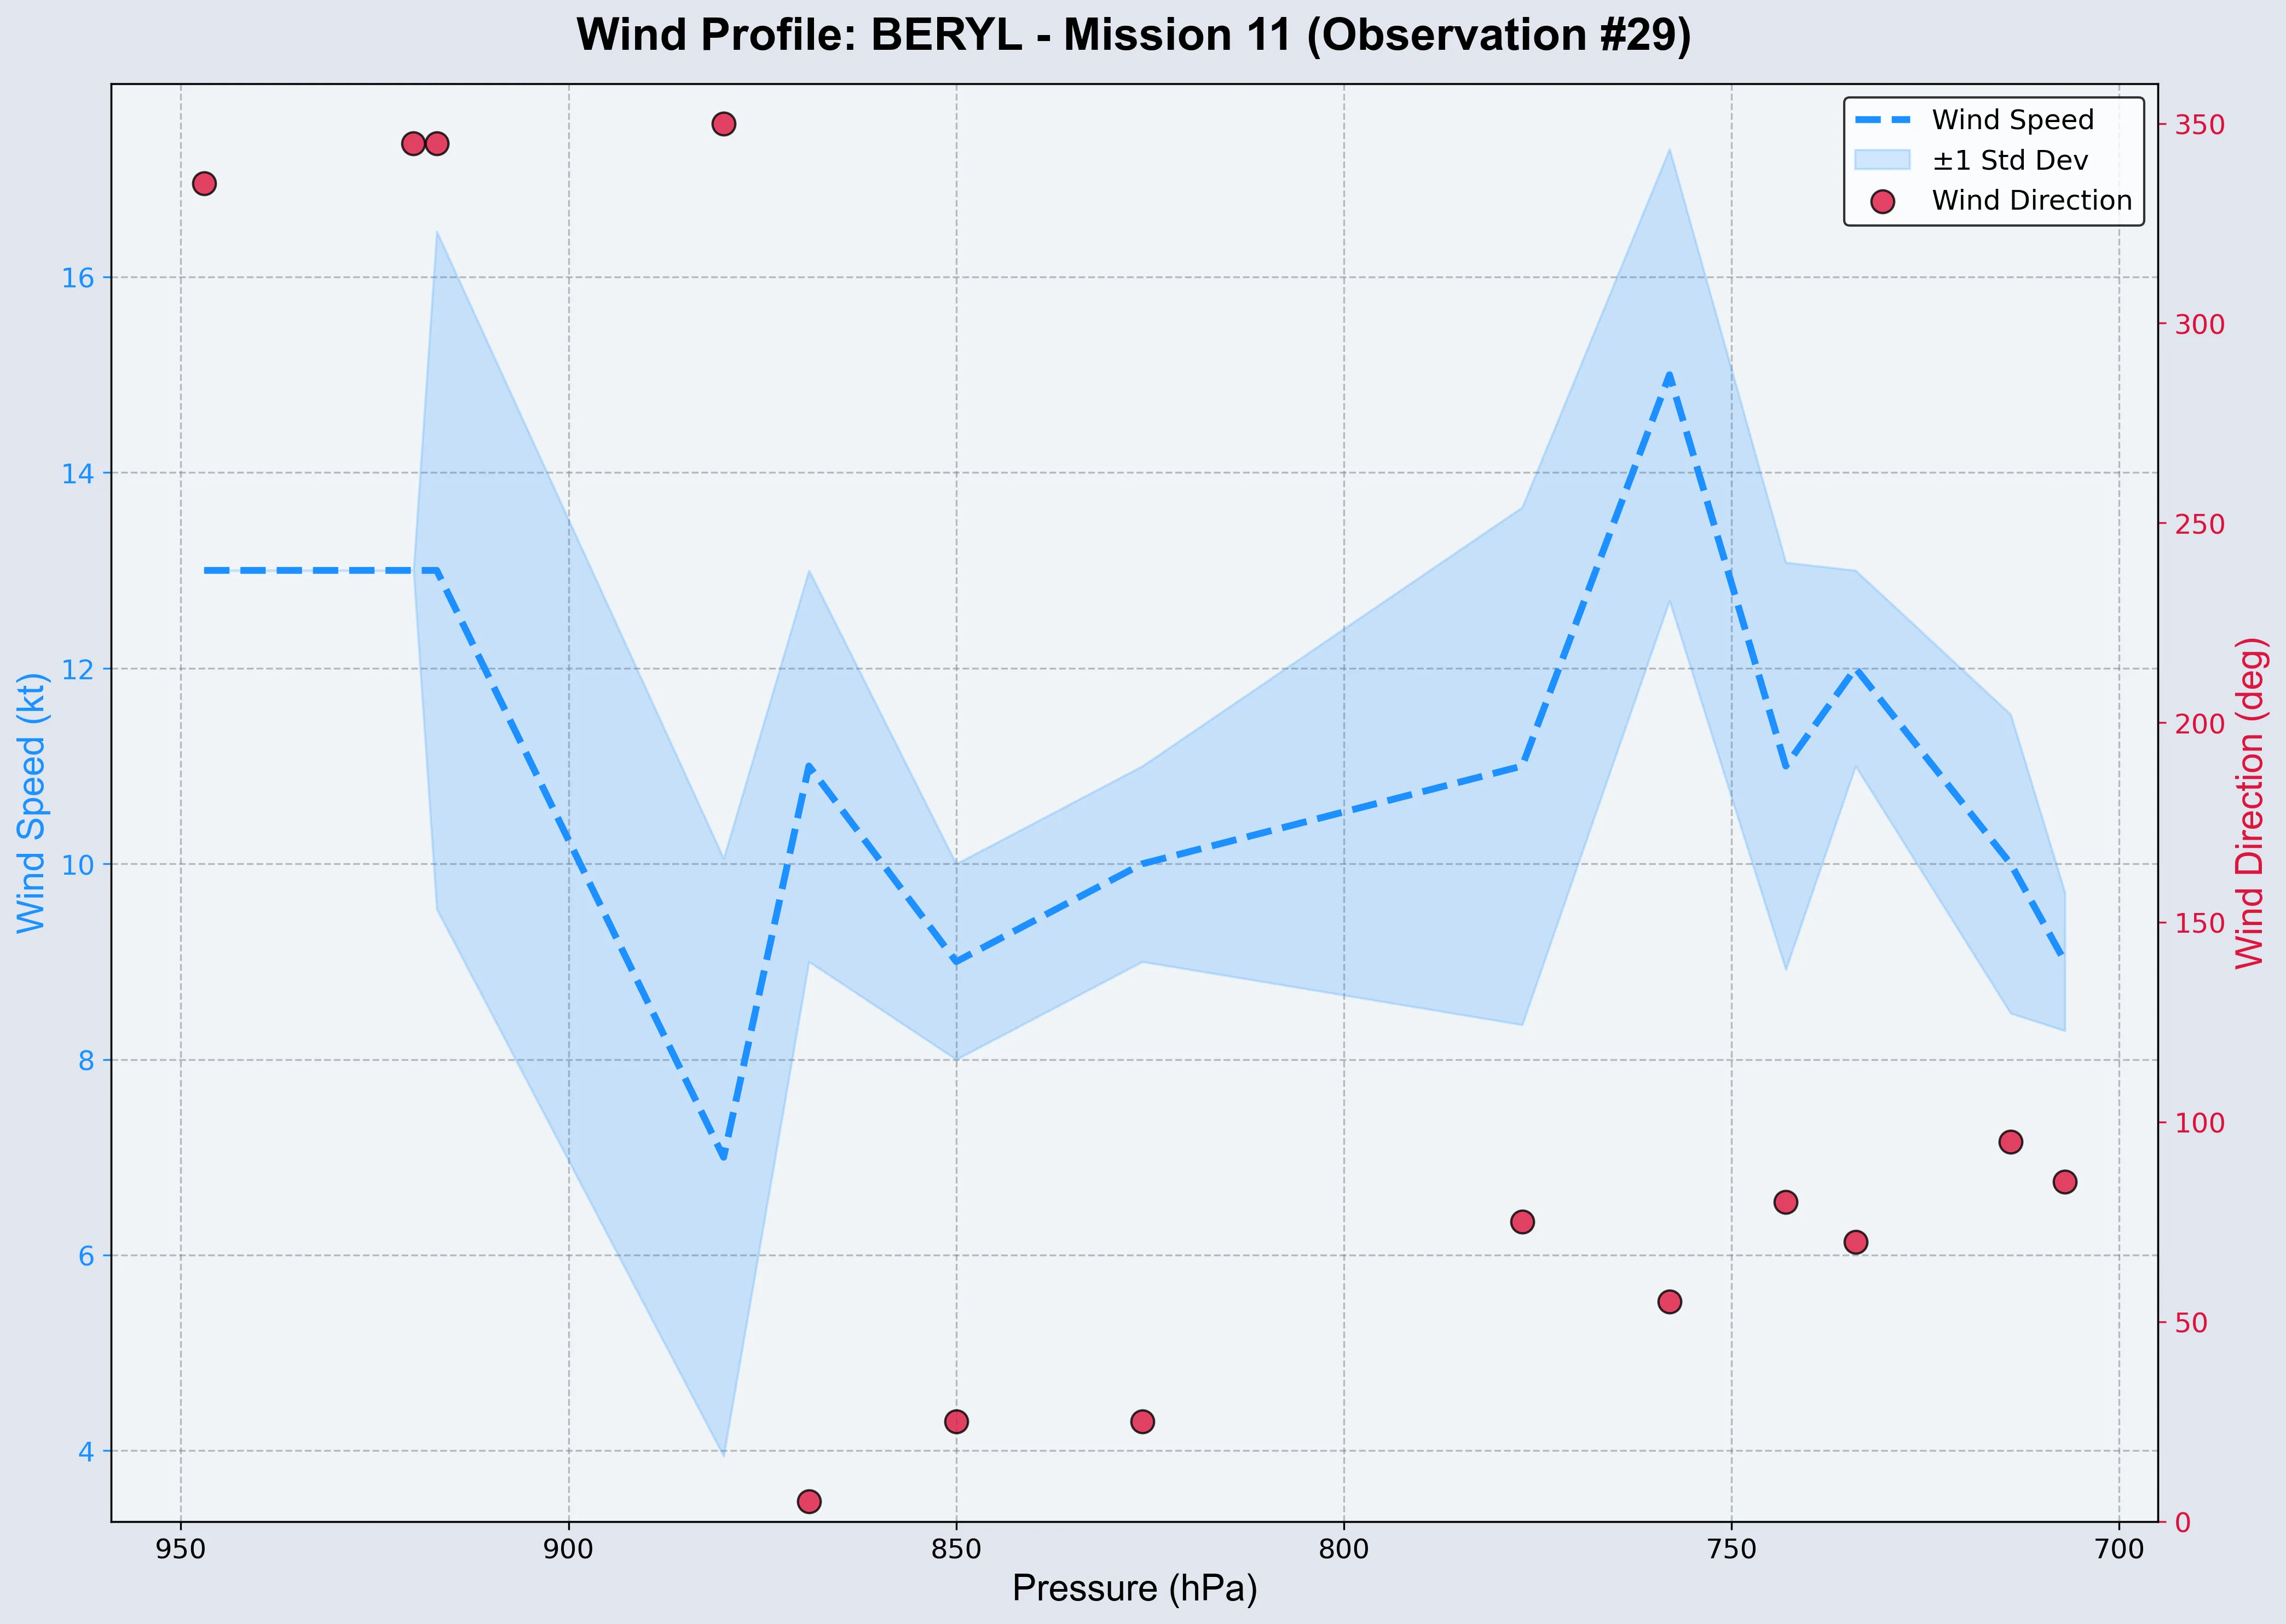 Wind Profile: BERYL - Mission 11 (Observation #29)
Wind Speed
±1 Std Dev
Wind Direction
Wind Speed (kt)
16
14
12
10
8
6
4
350
300
250
200
150
100
50
0
Wind Direction (deg)
950 900 850 800 750 700
Pressure (hPa)